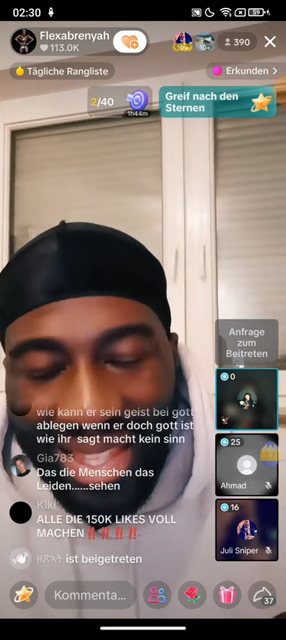 02:30
59
Flexabrenyah
113.0K
390
Tägliche Rangliste
Erkunden
2/40
1h44m
Greif nach den
Sternen
Anfrage
zum
Beitreten
0
wie kann er sein geist bei gott
ablegen wenn er doch gott ist
wie ihr sagt macht kein sinn
Gia783
Das die Menschen das
Leiden......sehen
25
Ahmad
Kiki
ALLE DIE 150K LIKES VOLL
MACHEN‼️‼️‼️
16
Juli Sniper
ist beigetreten
Kommenta...
37